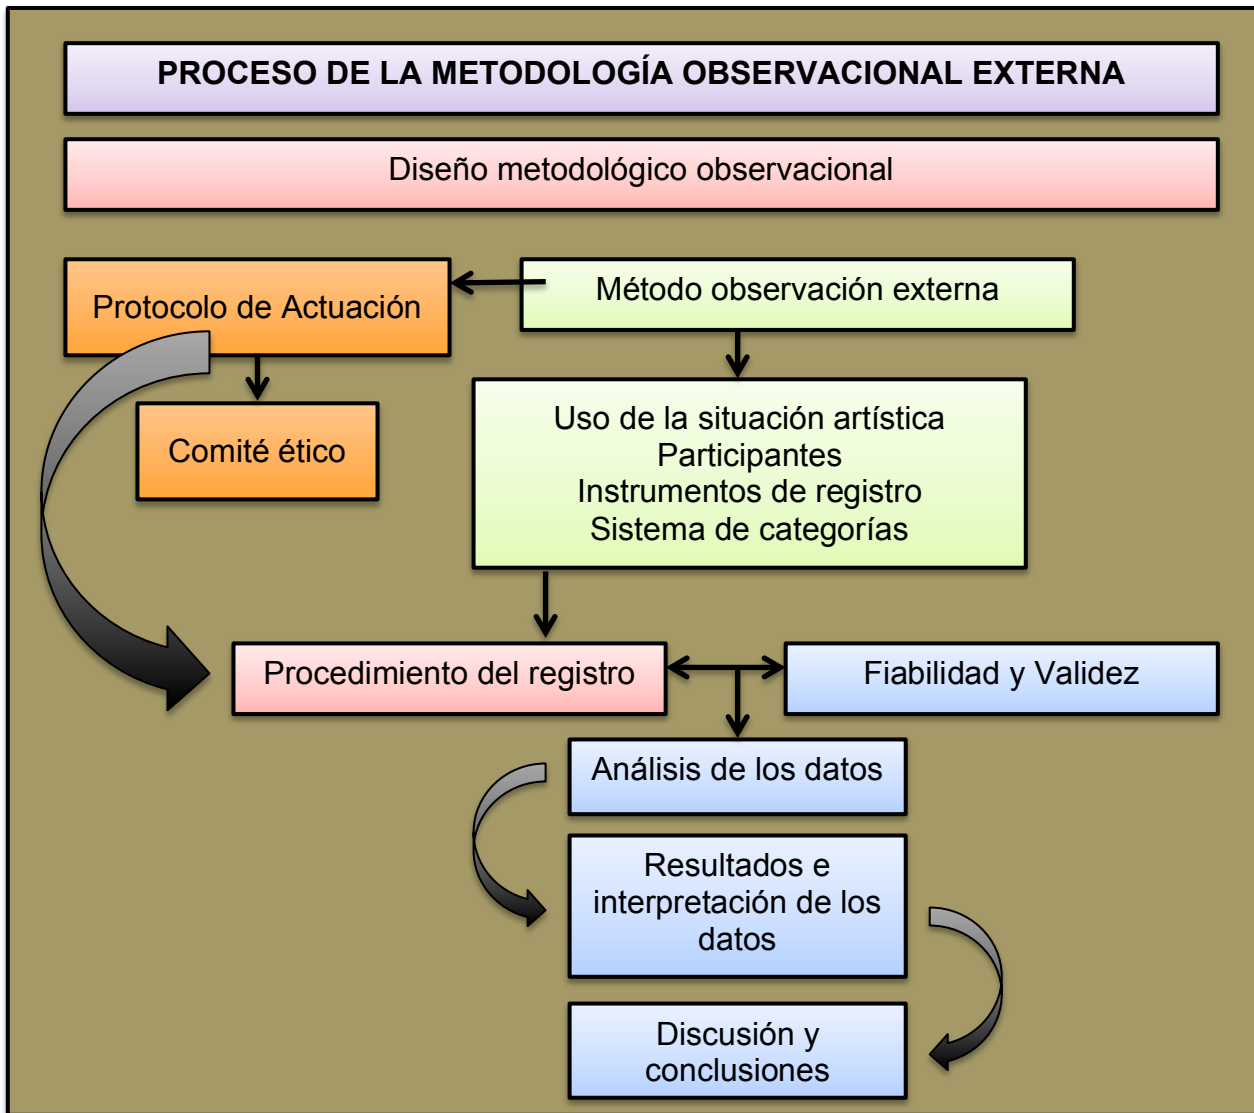 PROCESO DE LA METODOLOGÍA OBSERVACIONAL EXTERNA
Diseño metodológico observacional
Protocolo de Actuación
Método observación externa
Comité ético
Uso de la situación artística
Participantes
Instrumentos de registro
Sistema de categorías
Procedimiento del registro
Fiabilidad y Validez
Análisis de los datos
Resultados e
interpretación de los
datos
Discusión y
conclusiones